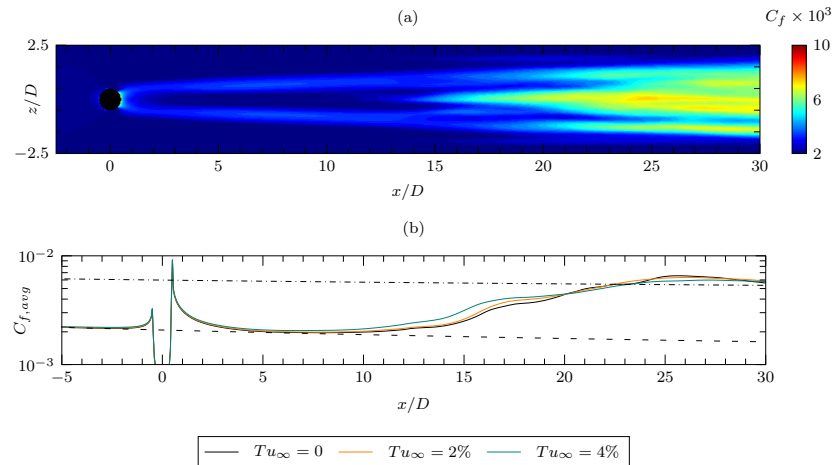 (a)
C_f × 10^3
2.5
z/D
−2.5
0
5
10
15
20
25
30
x/D
10
6
2
(b)
10^−2
C_{f,avg}
10^−3
−5
0
5
10
15
20
25
30
x/D
Tu_∞ = 0
Tu_∞ = 2%
Tu_∞ = 4%